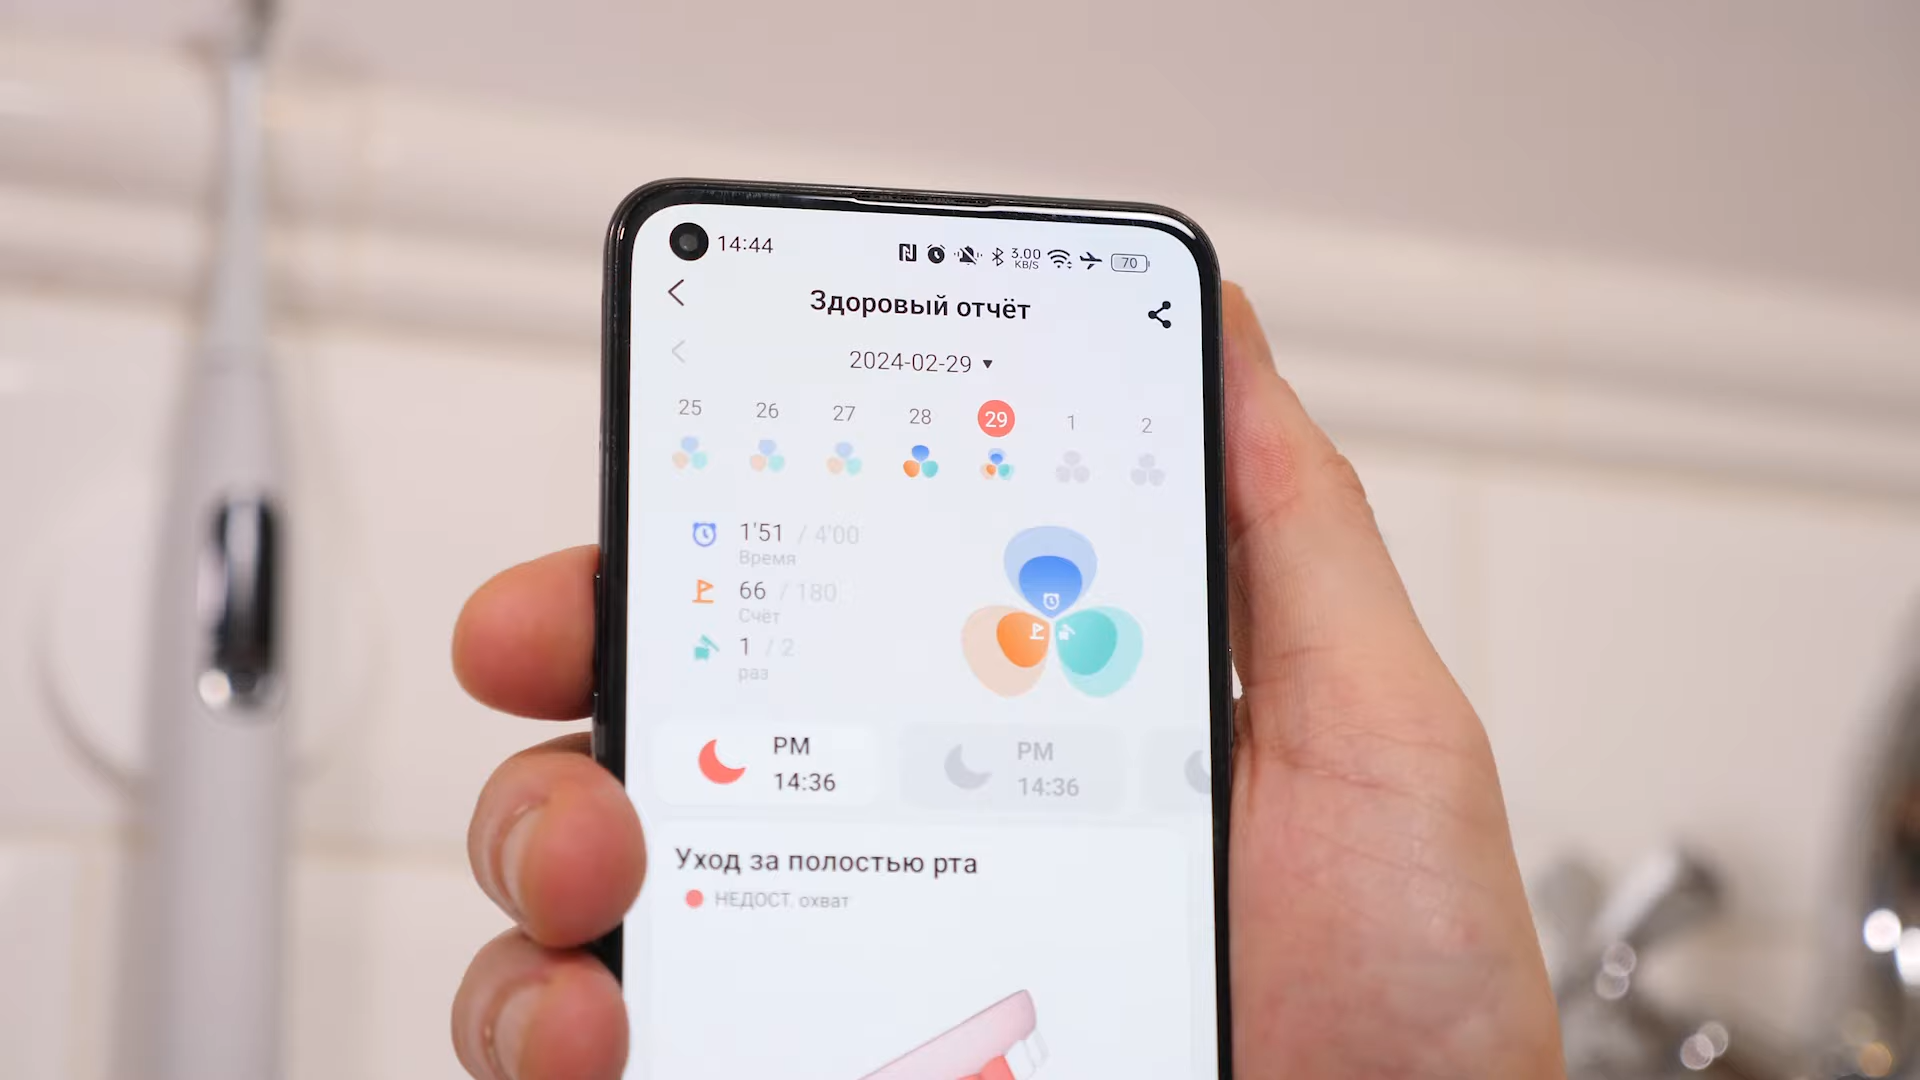 14:44 3.00 KB/S 70
Здоровый отчёт
2024-02-29
25 26 27 28 29 1 2
1'51 / 4'00
Время
66 / 180
Счёт
1 / 2
раз
PM PM
14:36 14:36
Уход за полостью рта
НЕДОСТ. охват